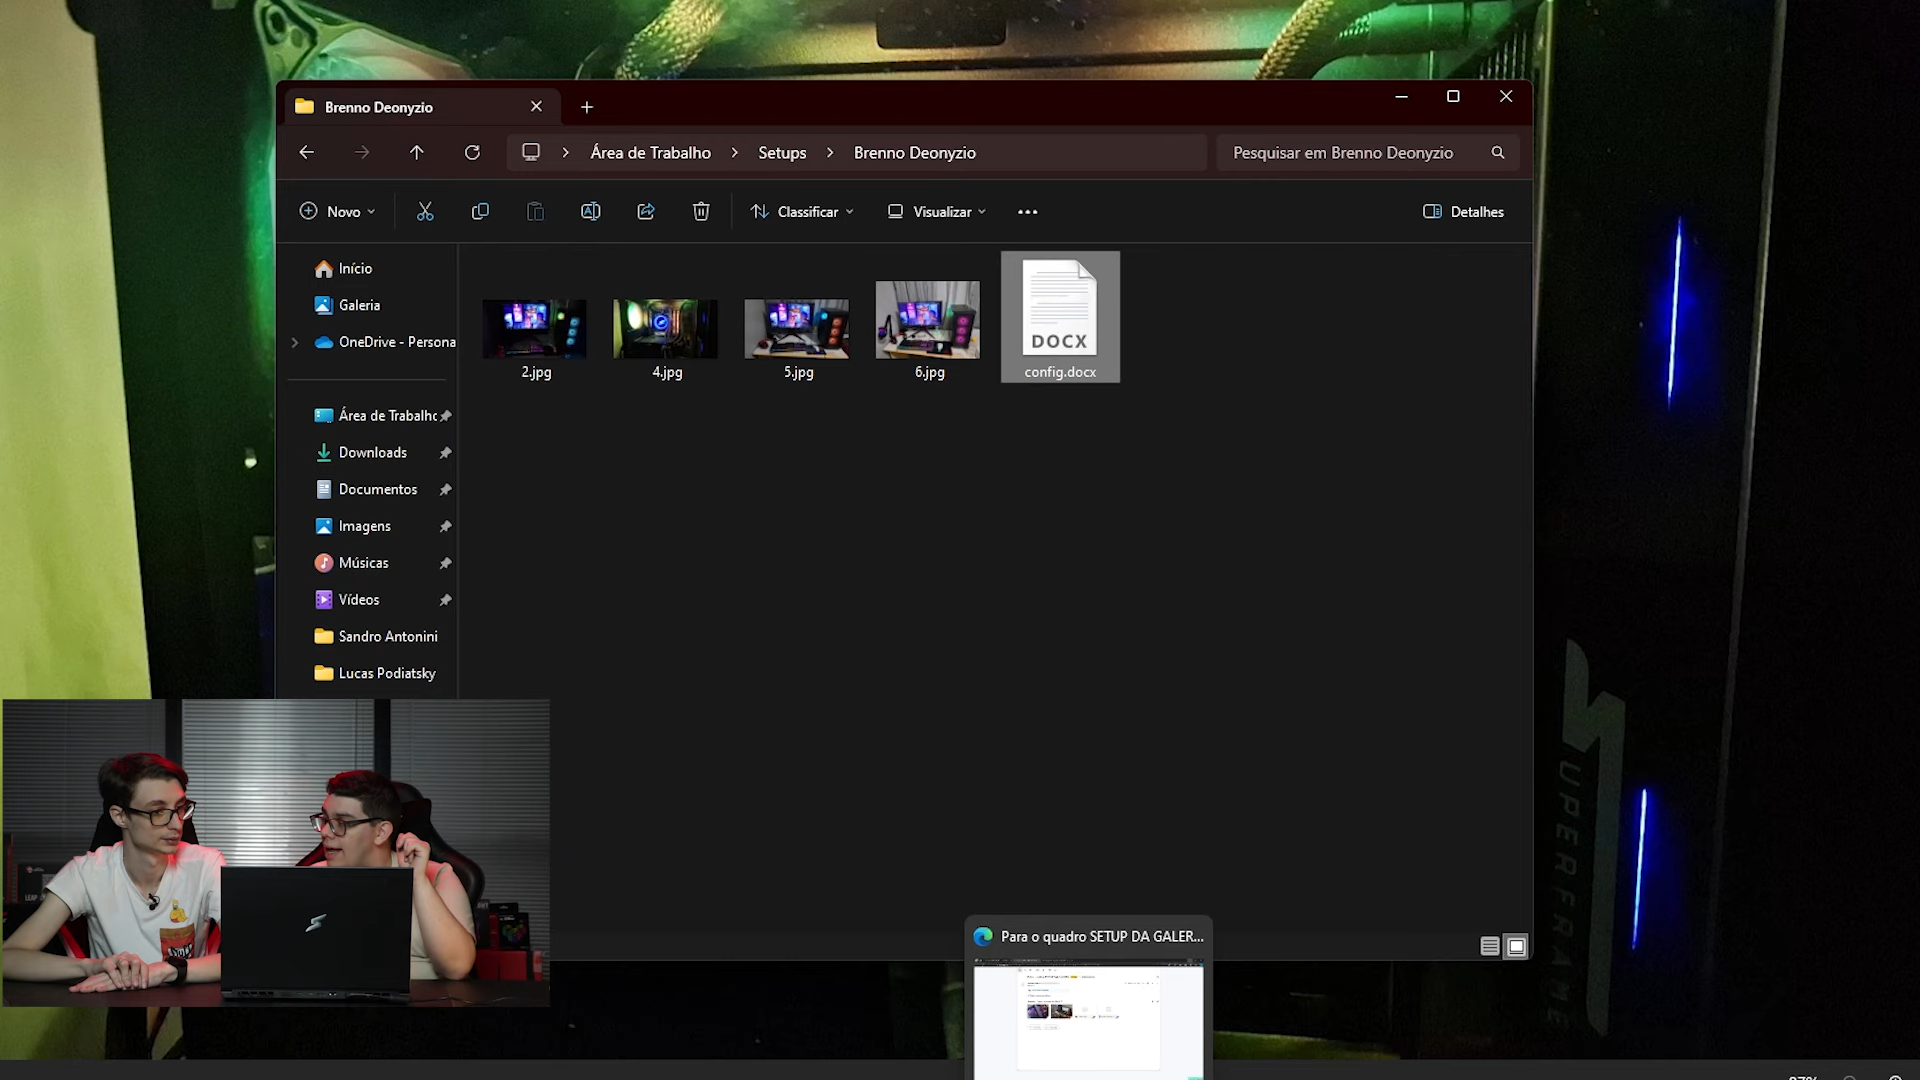 Brenno Deonyzio
Área de Trabalho > Setups > Brenno Deonyzio
Pesquisar em Brenno Deonyzio
Novo
Classificar
Visualizar
Detalhes
Início
Galeria
OneDrive - Persona
Área de Trabalho
Downloads
Documentos
Imagens
Músicas
Vídeos
Sandro Antonini
Lucas Podiatsky
2.jpg
4.jpg
5.jpg
6.jpg
DOCX
config.docx
SUPERFRAME
Para o quadro SETUP DA GALER...